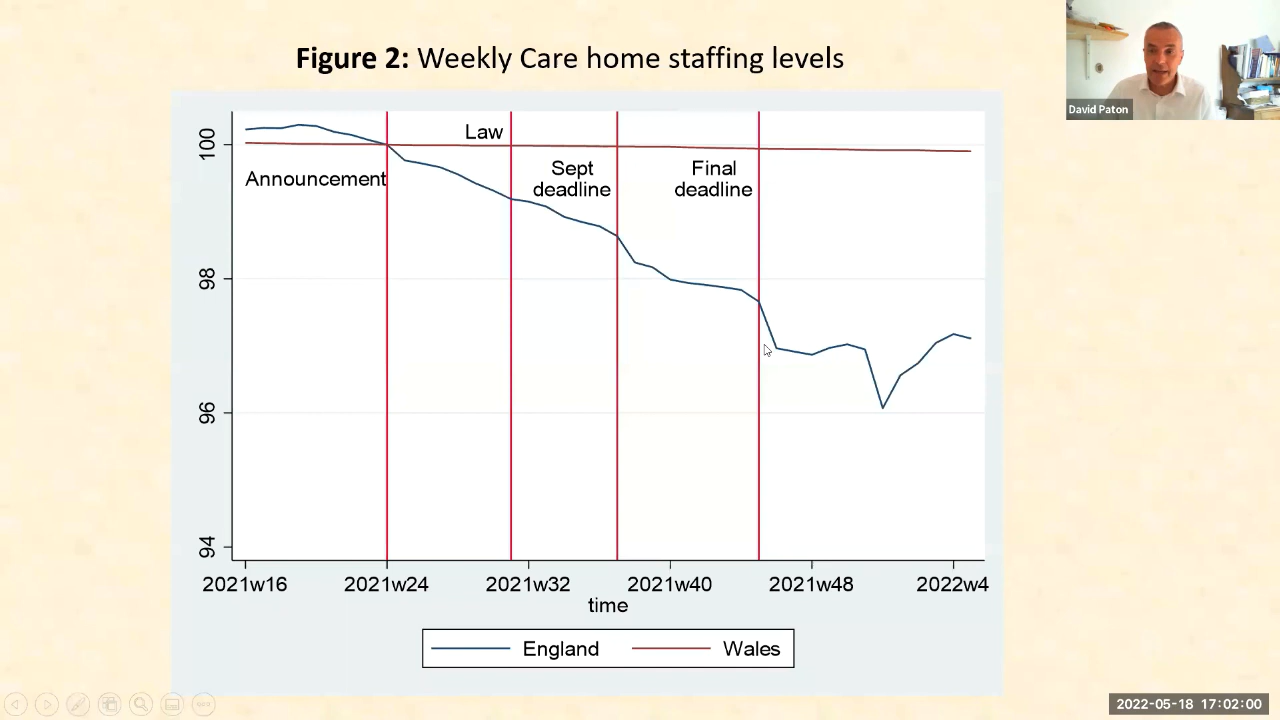 Figure 2: Weekly Care home staffing levels
David Paton
100
98
96
94
Law
Announcement
Sept
deadline
Final
deadline
2021w16 2021w24 2021w32 2021w40 2021w48 2022w4
time
England Wales
2022-05-18 17:02:00